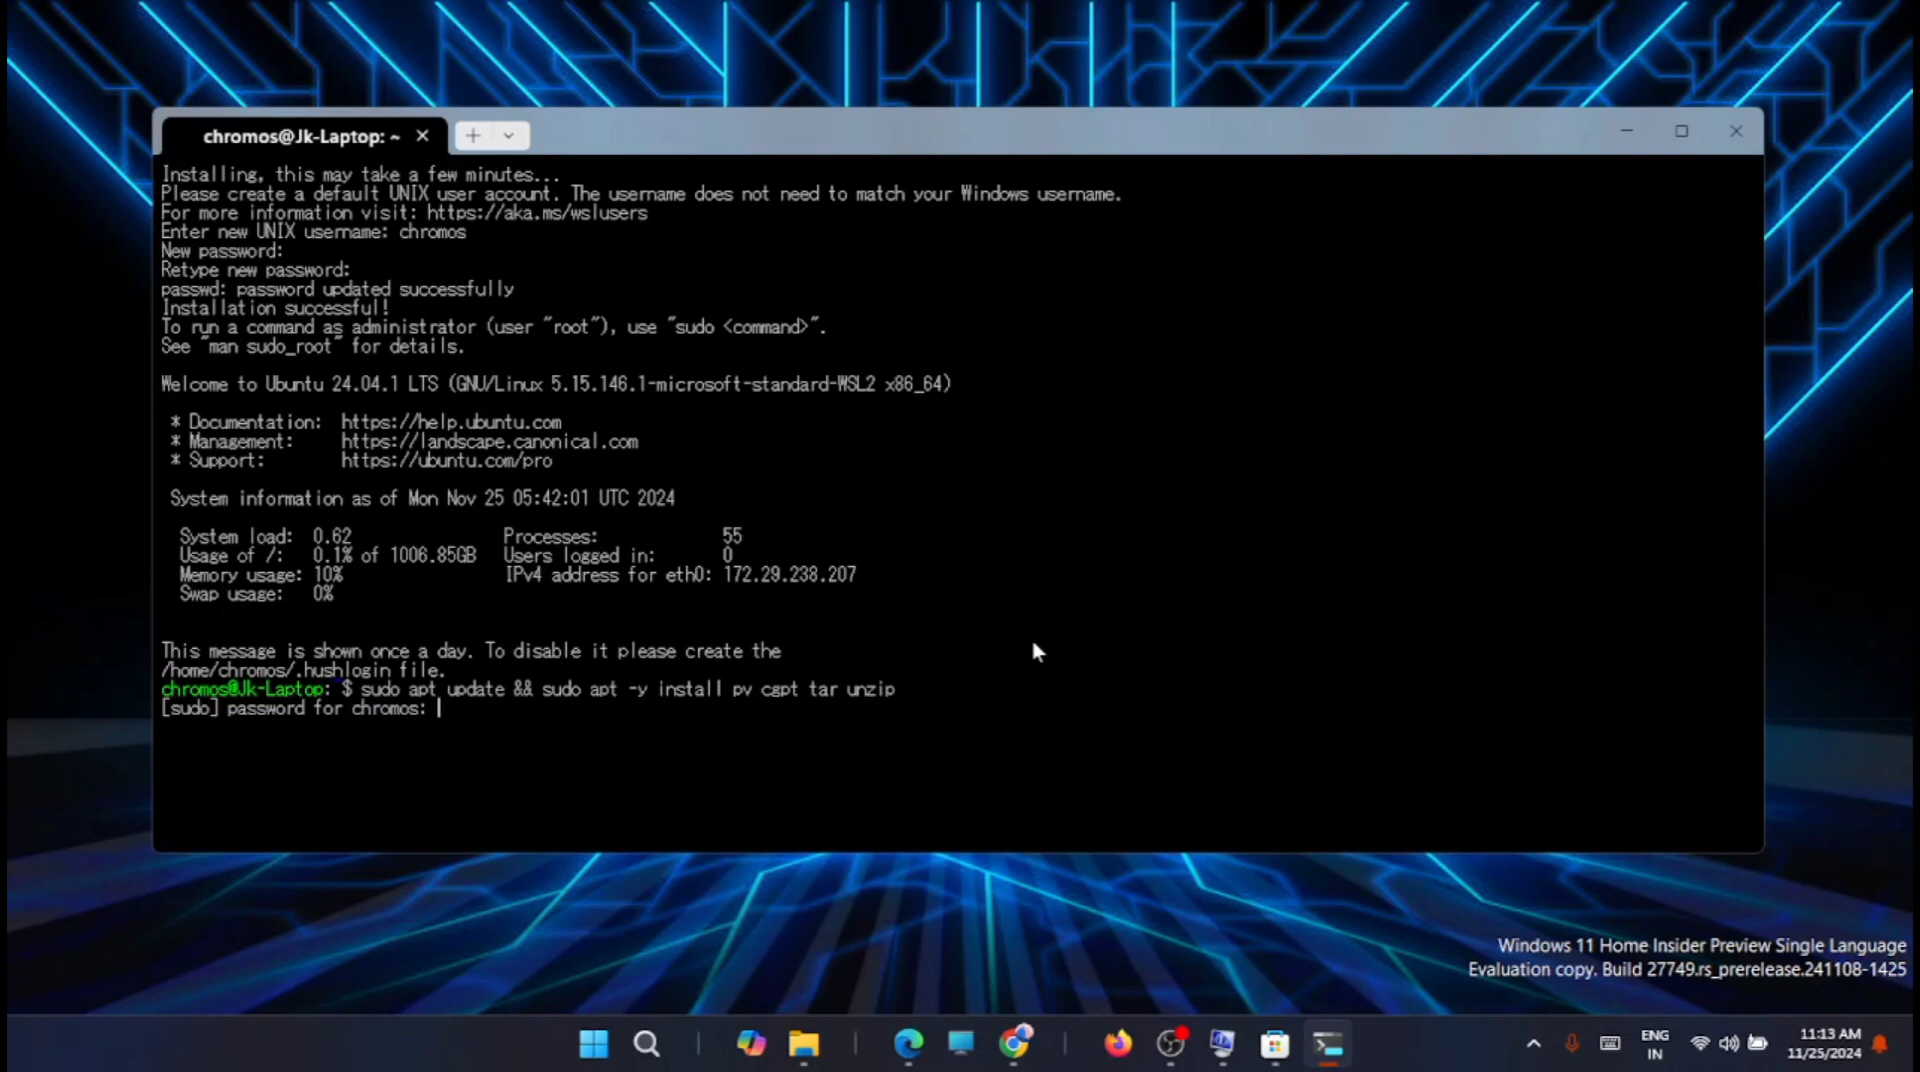 chromos@Jk-Laptop: ~
Installing, this may take a few minutes...
Please create a default UNIX user account. The username does not need to match your Windows username.
For more information visit: https://aka.ms/wslusers
Enter new UNIX username: chromos
New password:
Retype new password:
passwd: password updated successfully
Installation successful!
To run a command as administrator (user "root"), use "sudo <command>".
See "man sudo_root" for details.
Welcome to Ubuntu 24.04.1 LTS (GNU/Linux 5.15.146.1-microsoft-standard-WSL2 x86_64)
* Documentation: https://help.ubuntu.com
* Management: https://landscape.canonical.com
* Support: https://ubuntu.com/pro
System information as of Mon Nov 25 05:42:01 UTC 2024
System load: 0.62 Processes: 55
Usage of /: 0.1% of 1006.85GB Users logged in: 0
Memory usage: 10% IPv4 address for eth0: 172.29.238.207
Swap usage: 0%
This message is shown once a day. To disable it please create the
/home/chromos/.hushlogin file.
chromos@Jk-Laptop:~$ sudo apt update && sudo apt -y install pv cgpt tar unzip
[sudo] password for chromos:
Windows 11 Home Insider Preview Single Language
Evaluation copy. Build 27749.rs_prerelease.241108-1425
ENG
IN
11:13 AM
11/25/2024